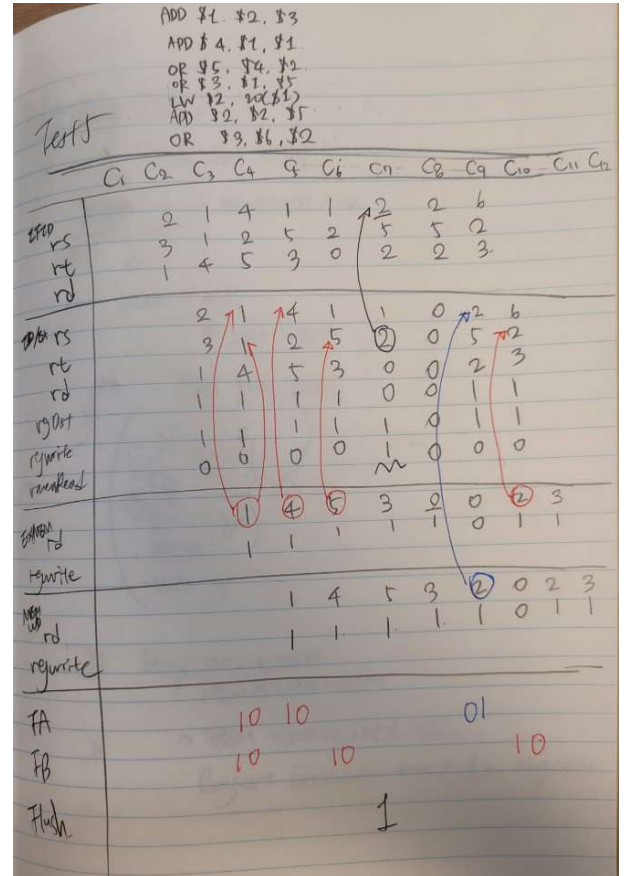 ADD $1. $2, $3
ADD $4, $1, $1
OR $5, $4, $2
OR $3, $1, $5
LW $2, 20($1)
ADD $2, $2, $5
OR $3, $6, $2
Test 5
C1 C2 C3 C4 C5 C6 C7 C8 C9 C10 C11 C12
IFID
rs 2 1 4 1 1 2 2 6
rt 3 1 2 5 2 5 5 2
rd 1 4 5 3 0 2 2 3.
ID/EX rs 2 1 4 1 1 0 2 6
rt 3 1 2 5 2 0 5 2
rd 1 4 5 3 0 0 2 3
rgDst 1 1 1 1 0 0 1 1
regwrite 1 1 1 1 1 0 1 1
memRead 0 0 0 0 1 0 0 0
EX/MEM
rd 1 4 5 3 2 0 2 3
regwrite 1 1 1 1 1 0 1 1
MEM
WB
rd 1 4 5 3 2 0 2 3
regwrite 1 1 1 1 1 0 1 1
FA 10 10 01
FB 10 10 10
Flush 1